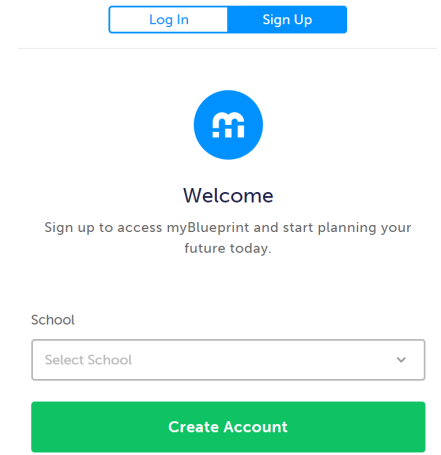 Log In Sign Up
Welcome
Sign up to access myBlueprint and start planning your
future today.
School
Select School
Create Account